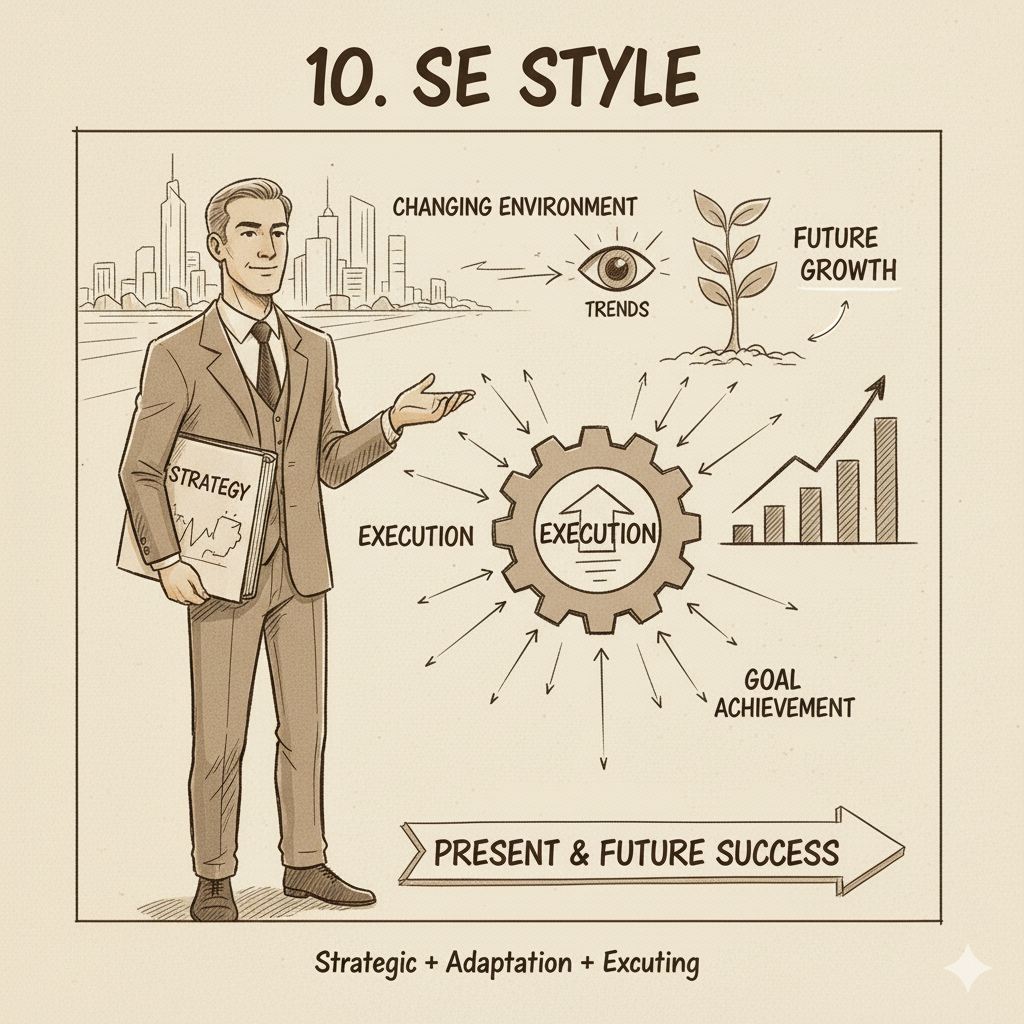 10. SE STYLE
CHANGING ENVIRONMENT
TRENDS
FUTURE
GROWTH
STRATEGY
EXECUTION
EXECUTION
GOAL
ACHIEVEMENT
PRESENT & FUTURE SUCCESS
Strategic + Adaptation + Excuting